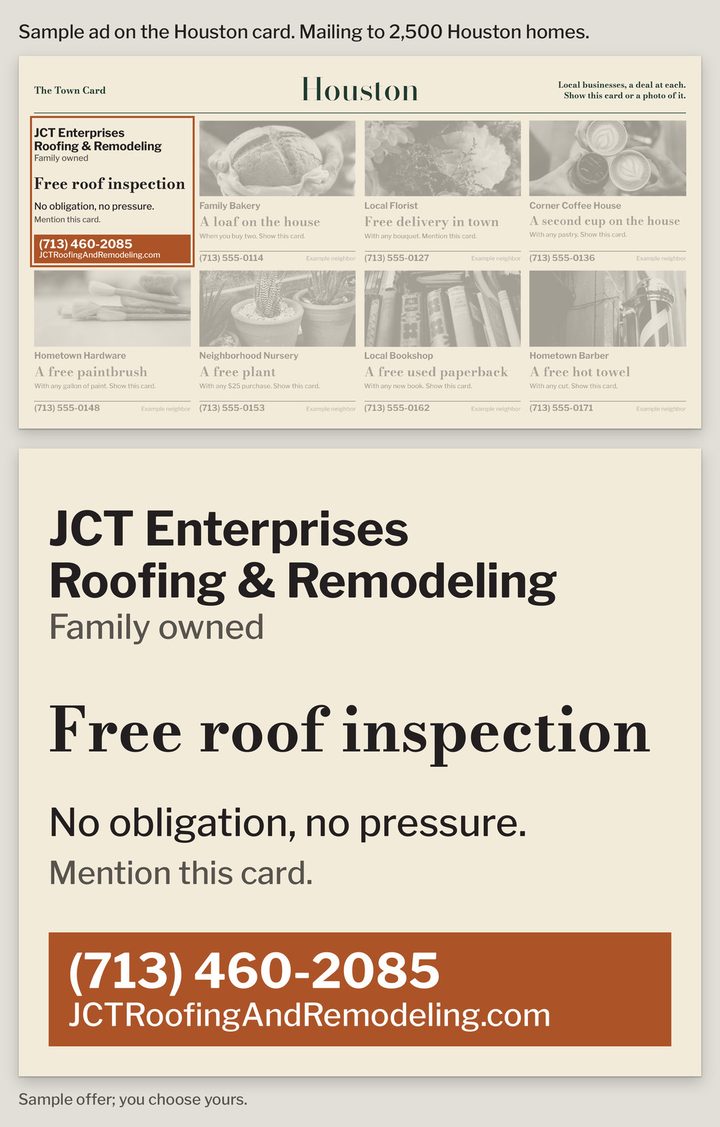 Sample ad on the Houston card. Mailing to 2,500 Houston homes.
The Town Card
Houston
Local businesses, a deal at each.
Show this card or a photo of it.
JCT Enterprises
Roofing & Remodeling
Family owned
Free roof inspection
No obligation, no pressure.
Mention this card.
(713) 460-2085
JCTRoofingAndRemodeling.com
Family Bakery
A loaf on the house
When you buy two. Show this card.
(713) 555-0114
Example neighbor
Local Florist
Free delivery in town
With any bouquet. Mention this card.
(713) 555-0127
Example neighbor
Corner Coffee House
A second cup on the house
With any pastry. Show this card.
(713) 555-0136
Example neighbor
Hometown Hardware
A free paintbrush
With any gallon of paint. Show this card.
(713) 555-0148
Example neighbor
Neighborhood Nursery
A free plant
With any $25 purchase. Show this card.
(713) 555-0153
Example neighbor
Local Bookshop
A free used paperback
With any new book. Show this card.
(713) 555-0162
Example neighbor
Hometown Barber
A free hot towel
With any cut. Show this card.
(713) 555-0171
Example neighbor
JCT Enterprises
Roofing & Remodeling
Family owned
Free roof inspection
No obligation, no pressure.
Mention this card.
(713) 460-2085
JCTRoofingAndRemodeling.com
Sample offer; you choose yours.